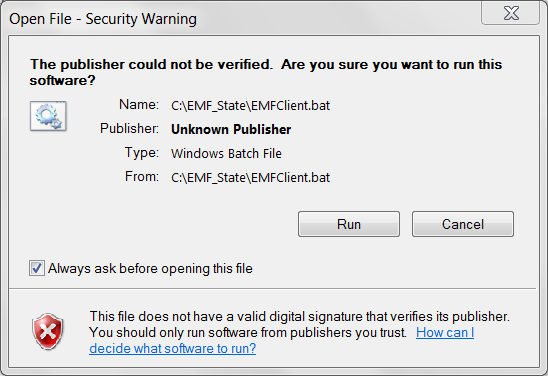 Open File - Security Warning
The publisher could not be verified.  Are you sure you want to run this
software?
Name: C:\EMF_State\EMFClient.bat
Publisher: Unknown Publisher
Type: Windows Batch File
From: C:\EMF_State\EMFClient.bat
Run Cancel
Always ask before opening this file
This file does not have a valid digital signature that verifies its publisher.
You should only run software from publishers you trust.  How can I
decide what software to run?